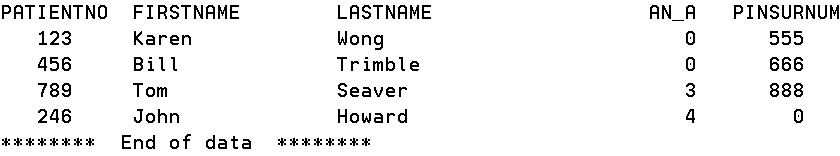 PATIENTNO FIRSTNAME LASTNAME AN_A PINSURNUM
123 Karen Wong 0 555
456 Bill Trimble 0 666
789 Tom Seaver 3 888
246 John Howard 4 0
******** End of data ********